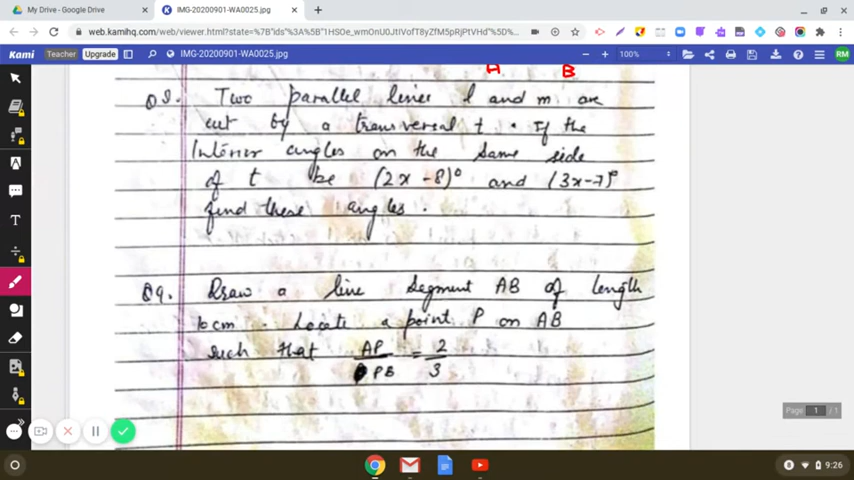 My Drive - Google Drive
IMG-20200901-WA0025.jpg
web.kamihq.com/web/viewer.html?state=%7B"ids"%3A%5B"1HSOe_wmOnU0JtIVofT8yZfM5pRjPtVHd"%5D%...
Kami Teacher Upgrade IMG-20200901-WA0025.jpg 100% RM
A B
Q8. Two parallel lines l and m are
cut by a transversal t. If the
Interior angles on the same side
of t be (2x-8)° and (3x-7)°
find these angles.
Q9. Draw a line segment AB of length
10cm. Locate a point P on AB
such that AP/PB = 2/3
Page 1 / 1
8 9:26